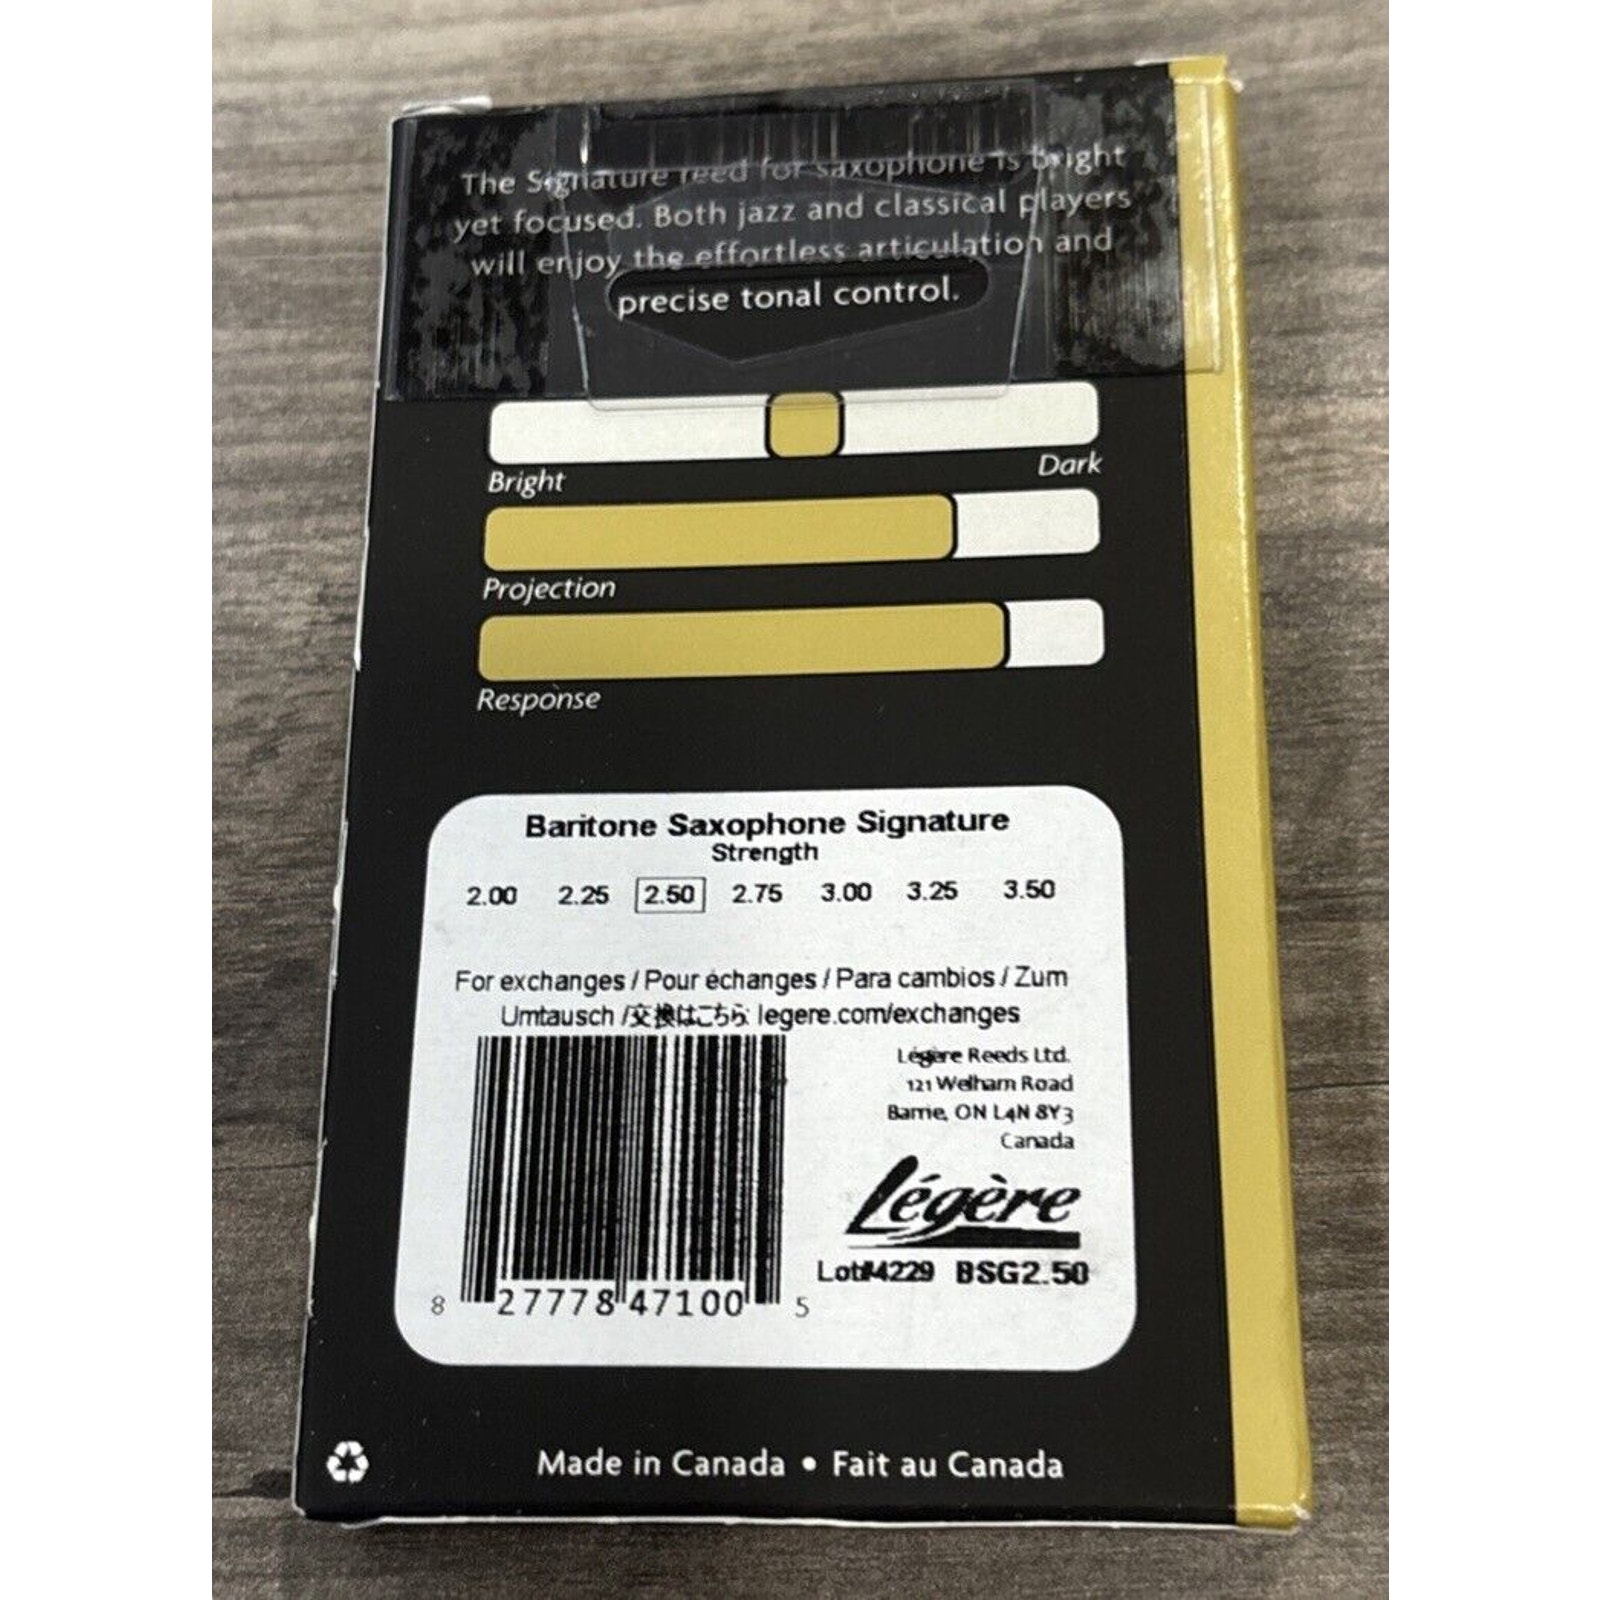 The Signature reed for saxophone is bright
yet focused. Both jazz and classical players
will enjoy the effortless articulation and
precise tonal control.
Bright Dark
Projection
Response
Baritone Saxophone Signature
Strength
2.00 2.25 2.50 2.75 3.00 3.25 3.50
For exchanges / Pour échanges / Para cambios / Zum
Umtausch /交換はこちら legere.com/exchanges
Légère Reeds Ltd.
121 Welham Road
Barrie, ON L4N 8Y3
Canada
Légère
Lot#4229 BSG2.50
8 27778 47100 5
Made in Canada • Fait au Canada